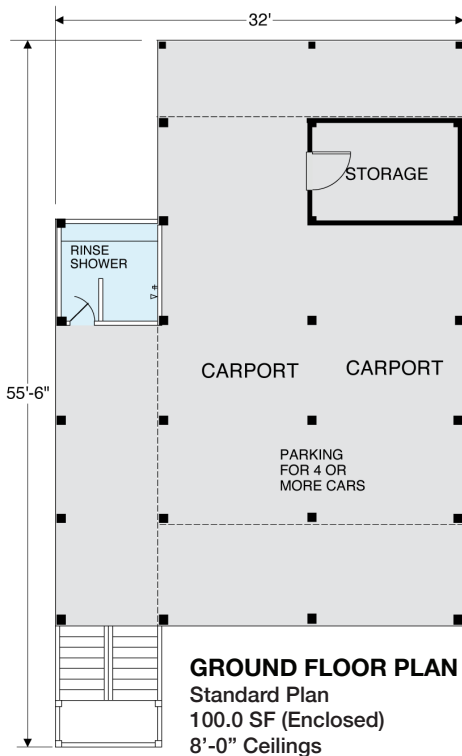 32'
STORAGE
RINSE
SHOWER
CARPORT
CARPORT
55'-6"
PARKING
FOR 4 OR
MORE CARS
GROUND FLOOR PLAN
Standard Plan
100.0 SF (Enclosed)
8’-0” Ceilings